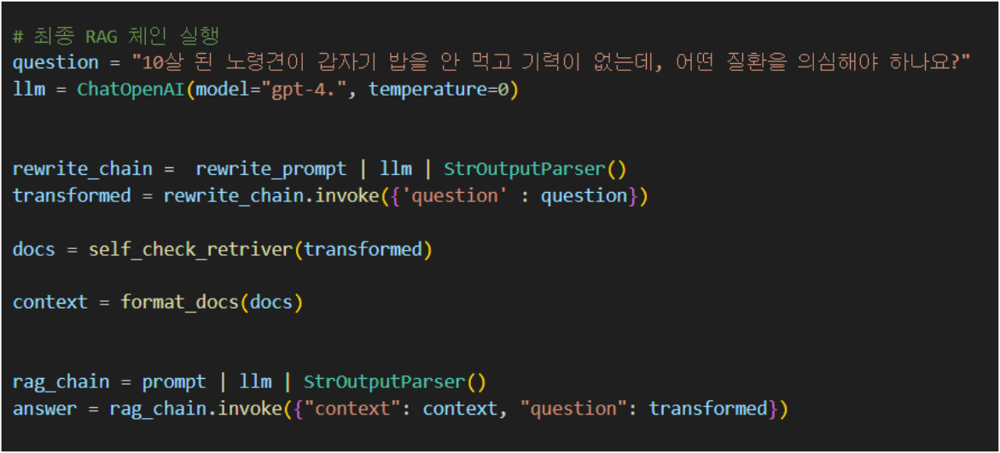 # 최종 RAG 체인 실행
question = "10살 된 노령견이 갑자기 밥을 안 먹고 기력이 없는데, 어떤 질환을 의심해야 하나요?"
llm = ChatOpenAI(model="gpt-4.", temperature=0)
rewrite_chain =  rewrite_prompt | llm | StrOutputParser()
transformed = rewrite_chain.invoke({'question' : question})
docs = self_check_retriver(transformed)
context = format_docs(docs)
rag_chain = prompt | llm | StrOutputParser()
answer = rag_chain.invoke({"context": context, "question": transformed})